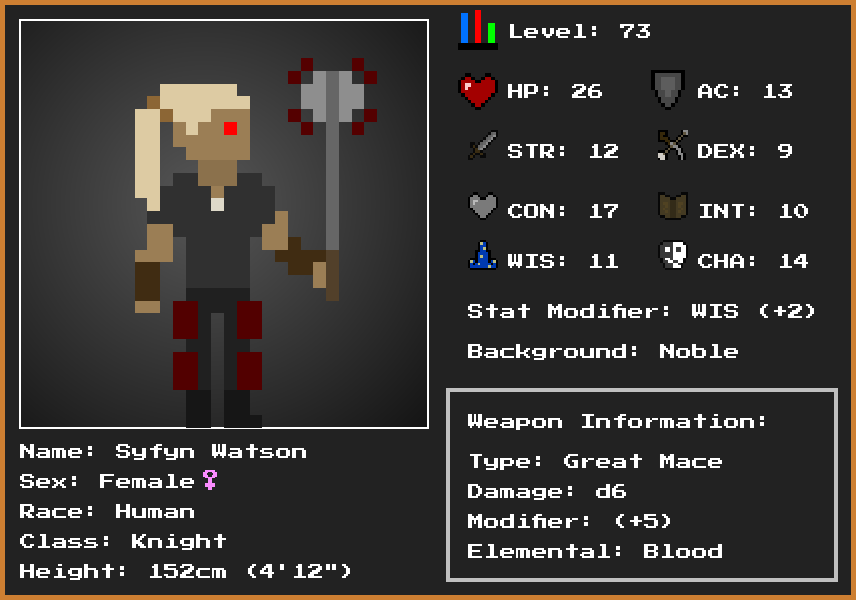 Level: 73
HP: 26 AC: 13
STR: 12 DEX: 9
CON: 17 INT: 10
WIS: 11 CHA: 14
Stat Modifier: WIS (+2)
Background: Noble
Weapon Information:
Type: Great Mace
Damage: d6
Modifier: (+5)
Elemental: Blood
Name: Syfyn Watson
Sex: Female♀
Race: Human
Class: Knight
Height: 152cm (4'12")